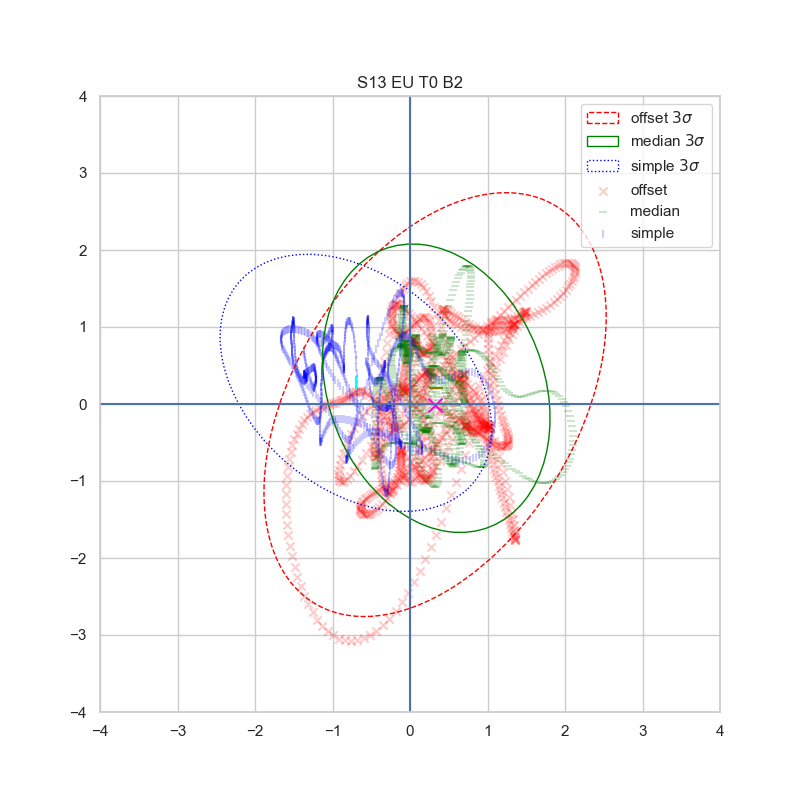 S13 EU T0 B2
offset 3σ
median 3σ
simple 3σ
offset
median
simple
4
3
2
1
0
−1
−2
−3
−4
−4 −3 −2 −1 0 1 2 3 4